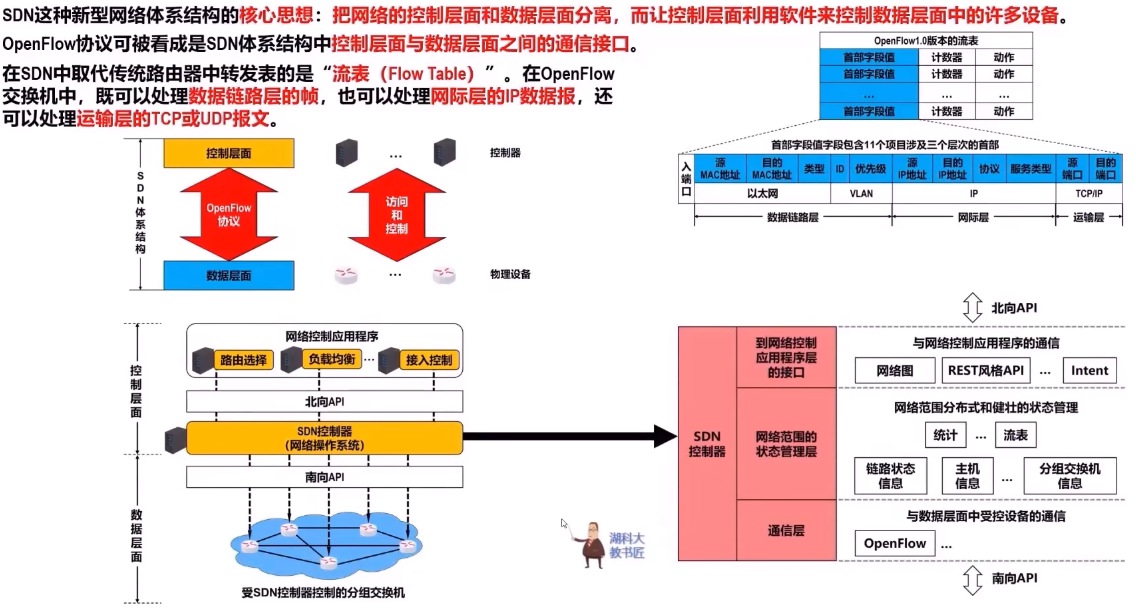 SDN这种新型网络体系结构的核心思想：把网络的控制层面和数据层面分离，而让控制层面利用软件来控制数据层面中的许多设备。
OpenFlow协议可被看成是SDN体系结构中控制层面与数据层面之间的通信接口。
在SDN中取代传统路由器中转发表的是“流表（Flow Table）”。在OpenFlow
交换机中，既可以处理数据链路层的帧，也可以处理网际层的IP数据报，还
可以处理运输层的TCP或UDP报文。
OpenFlow1.0版本的流表
首部字段值 计数器 动作
首部字段值 计数器 动作
... ... ...
首部字段值 计数器 动作
首部字段值字段包含11个项目涉及三个层次的首部
入端口
源MAC地址
目的MAC地址
类型
ID
优先级
源IP地址
目的IP地址
协议
服务类型
源端口
目的端口
以太网 VLAN IP TCP/IP
数据链路层 网际层 运输层
SDN体系结构
控制层面
OpenFlow
协议
数据层面
...
控制器
访问
和
控制
...
物理设备
控制层面
网络控制应用程序
路由选择 负载均衡 ... 接入控制
北向API
SDN控制器
（网络操作系统）
数据层面
南向API
受SDN控制器控制的分组交换机
湖科大
教书匠
北向API
SDN
控制器
到网络控制
应用程序层
的接口
与网络控制应用程序的通信
网络图 REST风格API ... Intent
网络范围的
状态管理层
网络范围分布式和健壮的状态管理
统计 ... 流表
链路状态
信息
主机
信息
...
分组交换机
信息
通信层
与数据层面中受控设备的通信
OpenFlow ...
南向API